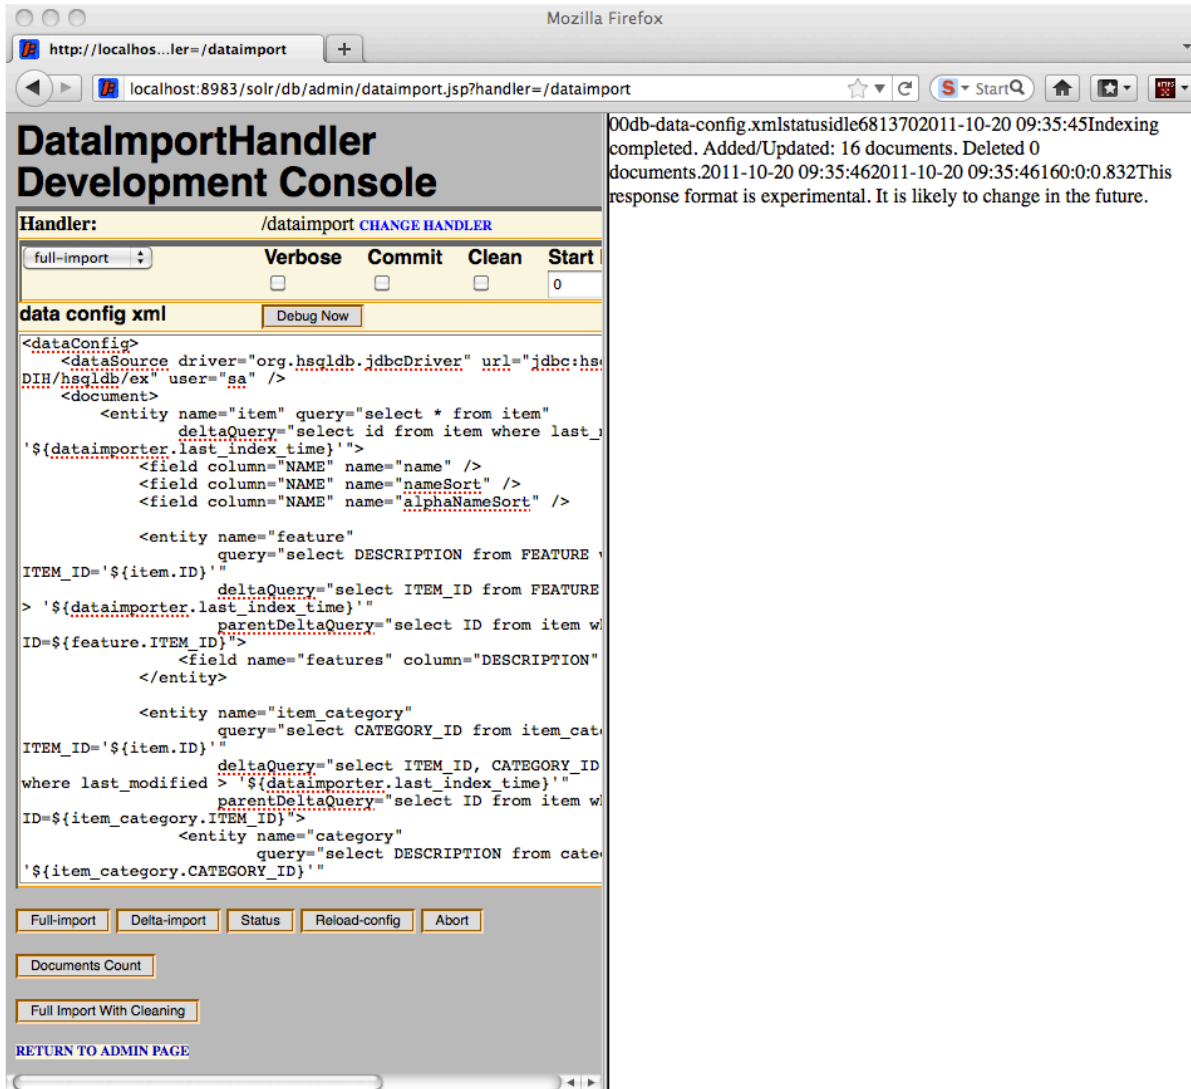 Mozilla Firefox
http://localhos...ler=/dataimport
localhost:8983/solr/db/admin/dataimport.jsp?handler=/dataimport
S Start
DataImportHandler
Development Console
Handler: /dataimport CHANGE HANDLER
full-import Verbose Commit Clean Start
0
data config xml Debug Now
<dataConfig>
<dataSource driver="org.hsqldb.jdbcDriver" url="jdbc:hs
DIH/hsqldb/ex" user="sa" />
<document>
<entity name="item" query="select * from item"
deltaQuery="select id from item where last_
'${dataimporter.last_index_time}'">
<field column="NAME" name="name" />
<field column="NAME" name="nameSort" />
<field column="NAME" name="alphaNameSort" />
<entity name="feature"
query="select DESCRIPTION from FEATURE
ITEM_ID='${item.ID}'"
deltaQuery="select ITEM_ID from FEATURE
> '${dataimporter.last_index_time}'"
parentDeltaQuery="select ID from item w
ID=${feature.ITEM_ID}">
<field name="features" column="DESCRIPTION"
</entity>
<entity name="item_category"
query="select CATEGORY_ID from item_cat
ITEM_ID='${item.ID}'"
deltaQuery="select ITEM_ID, CATEGORY_ID
where last_modified > '${dataimporter.last_index_time}'"
parentDeltaQuery="select ID from item w
ID=${item_category.ITEM_ID}">
<entity name="category"
query="select DESCRIPTION from cate
'${item_category.CATEGORY_ID}'"
Full-import Delta-import Status Reload-config Abort
Documents Count
Full Import With Cleaning
RETURN TO ADMIN PAGE
00db-data-config.xmlstatusidle6813702011-10-20 09:35:45Indexing
completed. Added/Updated: 16 documents. Deleted 0
documents.2011-10-20 09:35:462011-10-20 09:35:46160:0:0.832This
response format is experimental. It is likely to change in the future.